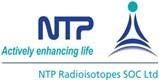 NTP
Actively enhancing life
NTP Radioisotopes SOC Ltd